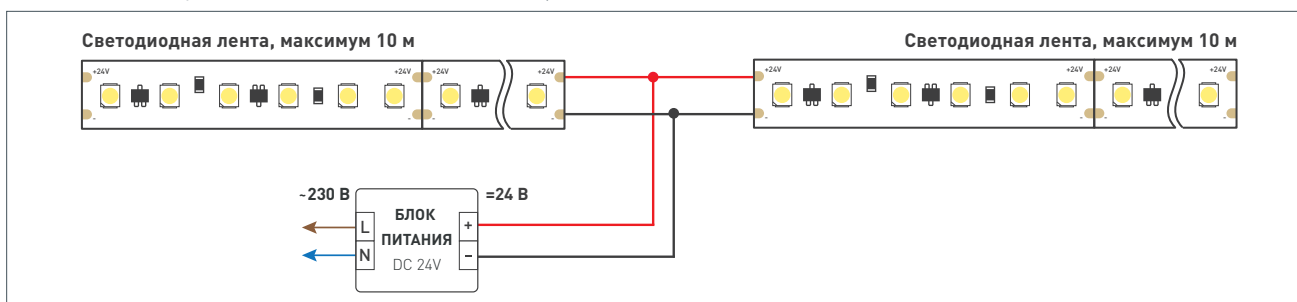 Светодиодная лента, максимум 10 м
Светодиодная лента, максимум 10 м
+24V +24V +24V +24V
- - - -
+24V +24V +24V +24V
- - - -
~230 В
=24 В
L БЛОК +
ПИТАНИЯ
N DC 24V –